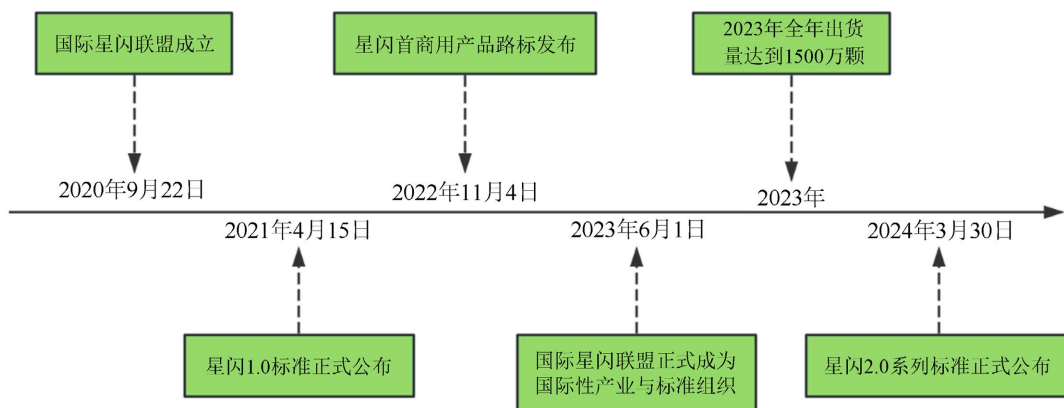 国际星闪联盟成立
星闪首商用产品路标发布
2023年全年出货
量达到1500万颗
2020年9月22日
2022年11月4日
2023年
2021年4月15日
2023年6月1日
2024年3月30日
星闪1.0标准正式公布
国际星闪联盟正式成为
国际性产业与标准组织
星闪2.0系列标准正式公布